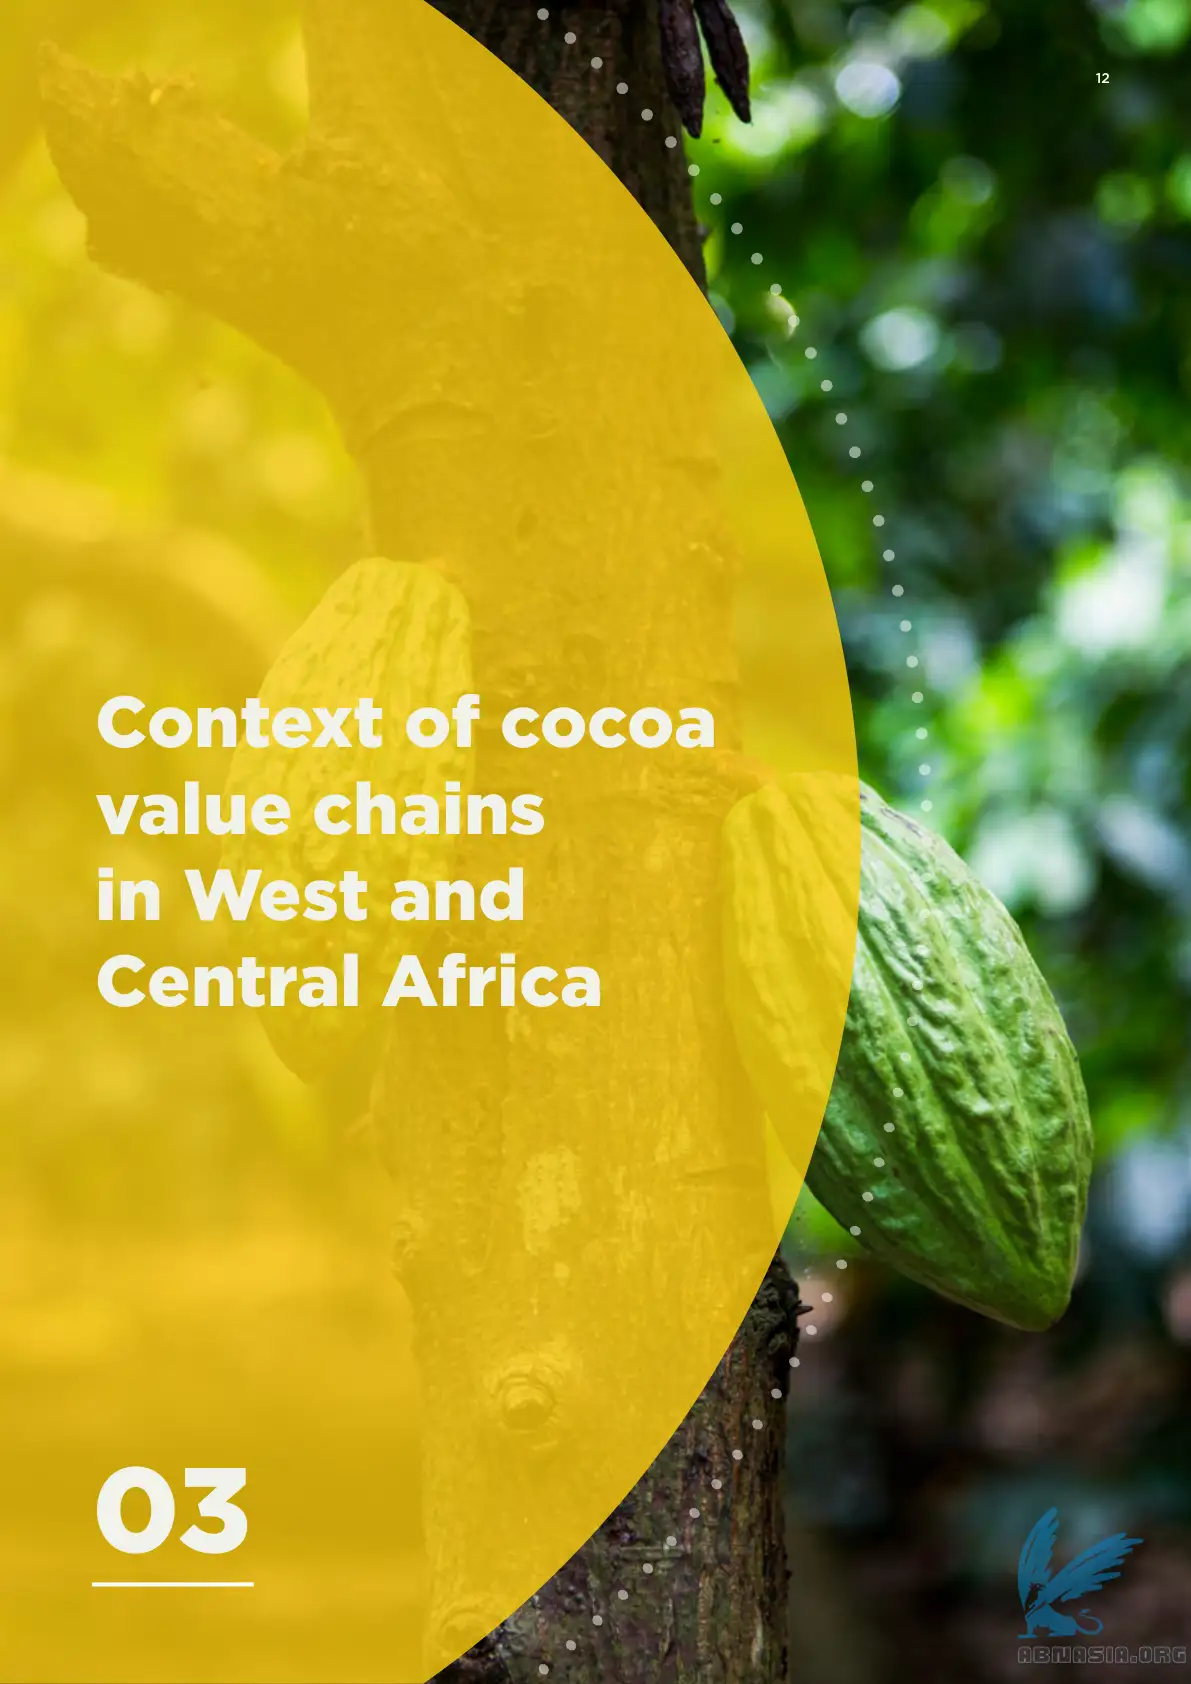 12
Context of cocoa
value chains
in West and
Central Africa
03
ABNASIA.ORG